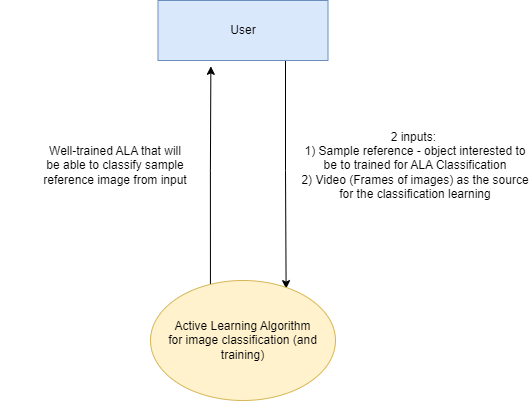 User
Well-trained ALA that will
be able to classify sample
reference image from input
2 inputs:
1) Sample reference - object interested to
be to trained for ALA Classification
2) Video (Frames of images) as the source
for the classification learning
Active Learning Algorithm
for image classification (and
training)